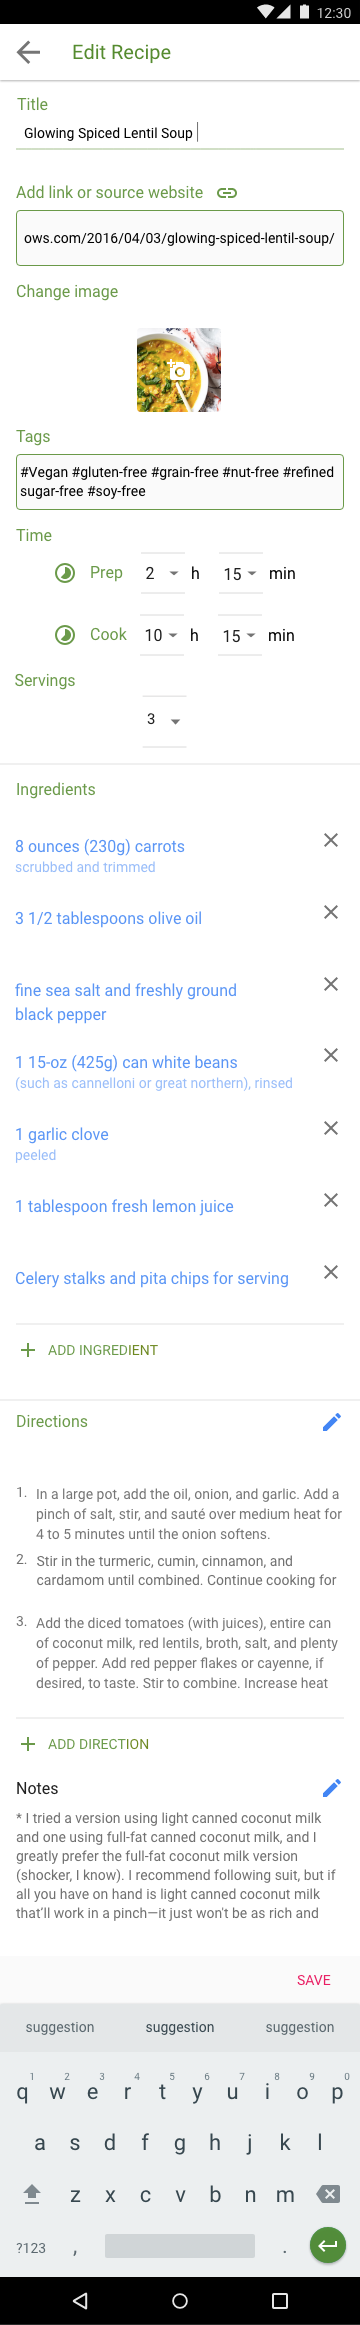 12:30
Edit Recipe
Title
Glowing Spiced Lentil Soup
Add link or source website
ows.com/2016/04/03/glowing-spiced-lentil-soup/
Change image
Tags
#Vegan #gluten-free #grain-free #nut-free #refined
sugar-free #soy-free
Time
Prep 2 h 15 min
Cook 10 h 15 min
Servings
3
Ingredients
8 ounces (230g) carrots
scrubbed and trimmed
3 1/2 tablespoons olive oil
fine sea salt and freshly ground
black pepper
1 15-oz (425g) can white beans
(such as cannelloni or great northern), rinsed
1 garlic clove
peeled
1 tablespoon fresh lemon juice
Celery stalks and pita chips for serving
ADD INGREDIENT
Directions
1. In a large pot, add the oil, onion, and garlic. Add a
pinch of salt, stir, and sauté over medium heat for
4 to 5 minutes until the onion softens.
2. Stir in the turmeric, cumin, cinnamon, and
cardamom until combined. Continue cooking for
3. Add the diced tomatoes (with juices), entire can
of coconut milk, red lentils, broth, salt, and plenty
of pepper. Add red pepper flakes or cayenne, if
desired, to taste. Stir to combine. Increase heat
ADD DIRECTION
Notes
* I tried a version using light canned coconut milk
and one using full-fat canned coconut milk, and I
greatly prefer the full-fat coconut milk version
(shocker, I know). I recommend following suit, but if
all you have on hand is light canned coconut milk
that'll work in a pinch—it just won't be as rich and
SAVE
suggestion suggestion suggestion
1 2 3 4 5 6 7 8 9 0
q w e r t y u i o p
a s d f g h j k l
z x c v b n m
?123 , .